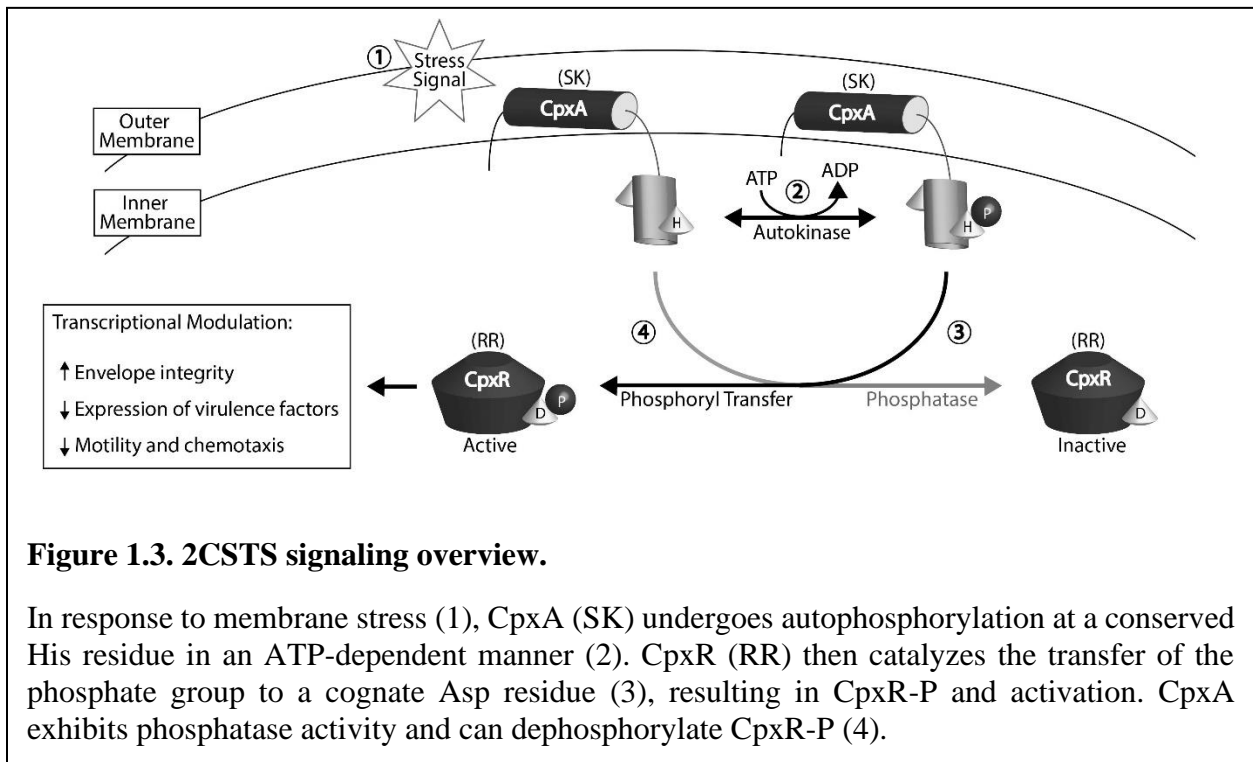 ①
Stress
Signal
(SK)
CpxA
(SK)
CpxA
Outer
Membrane
Inner
Membrane
ATP
②
ADP
Autokinase
H
H
P
④
③
Transcriptional Modulation:
↑ Envelope integrity
↓ Expression of virulence factors
↓ Motility and chemotaxis
(RR)
CpxR
D
P
Active
Phosphoryl Transfer
Phosphatase
(RR)
CpxR
D
Inactive
Figure 1.3. 2CSTS signaling overview.
In response to membrane stress (1), CpxA (SK) undergoes autophosphorylation at a conserved
His residue in an ATP-dependent manner (2). CpxR (RR) then catalyzes the transfer of the
phosphate group to a cognate Asp residue (3), resulting in CpxR-P and activation. CpxA
exhibits phosphatase activity and can dephosphorylate CpxR-P (4).